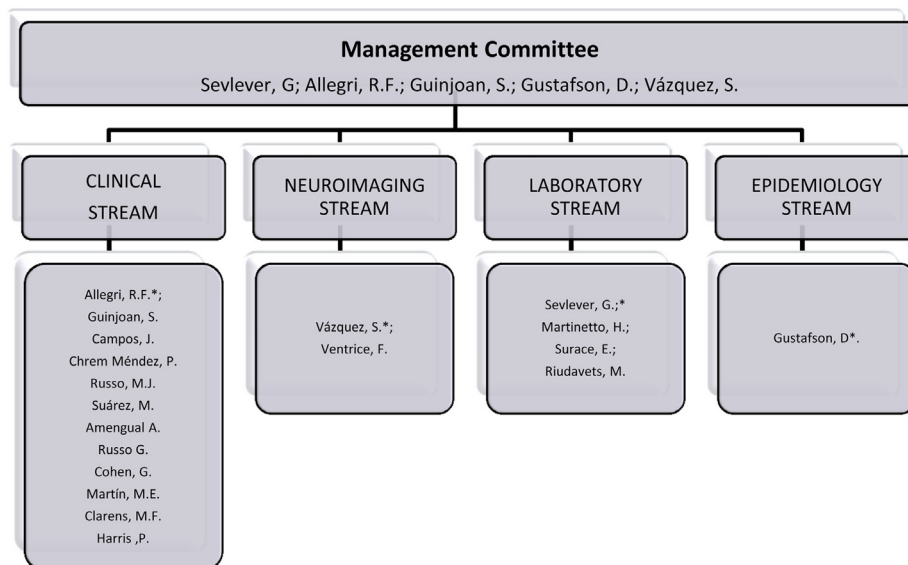 Management Committee
Sevlever, G; Allegri, R.F.; Guinjoan, S.; Gustafson, D.; Vázquez, S.
CLINICAL
STREAM
NEUROIMAGING
STREAM
LABORATORY
STREAM
EPIDEMIOLOGY
STREAM
Allegri, R.F.*;
Guinjoan, S.
Campos, J.
Chrem Méndez, P.
Russo, M.J.
Suárez, M.
Amengual A.
Russo G.
Cohen, G.
Martín, M.E.
Clarens, M.F.
Harris ,P.
Vázquez, S.*;
Ventrice, F.
Sevlever, G.;*
Martinetto, H.;
Surace, E.;
Riudavets, M.
Gustafson, D*.